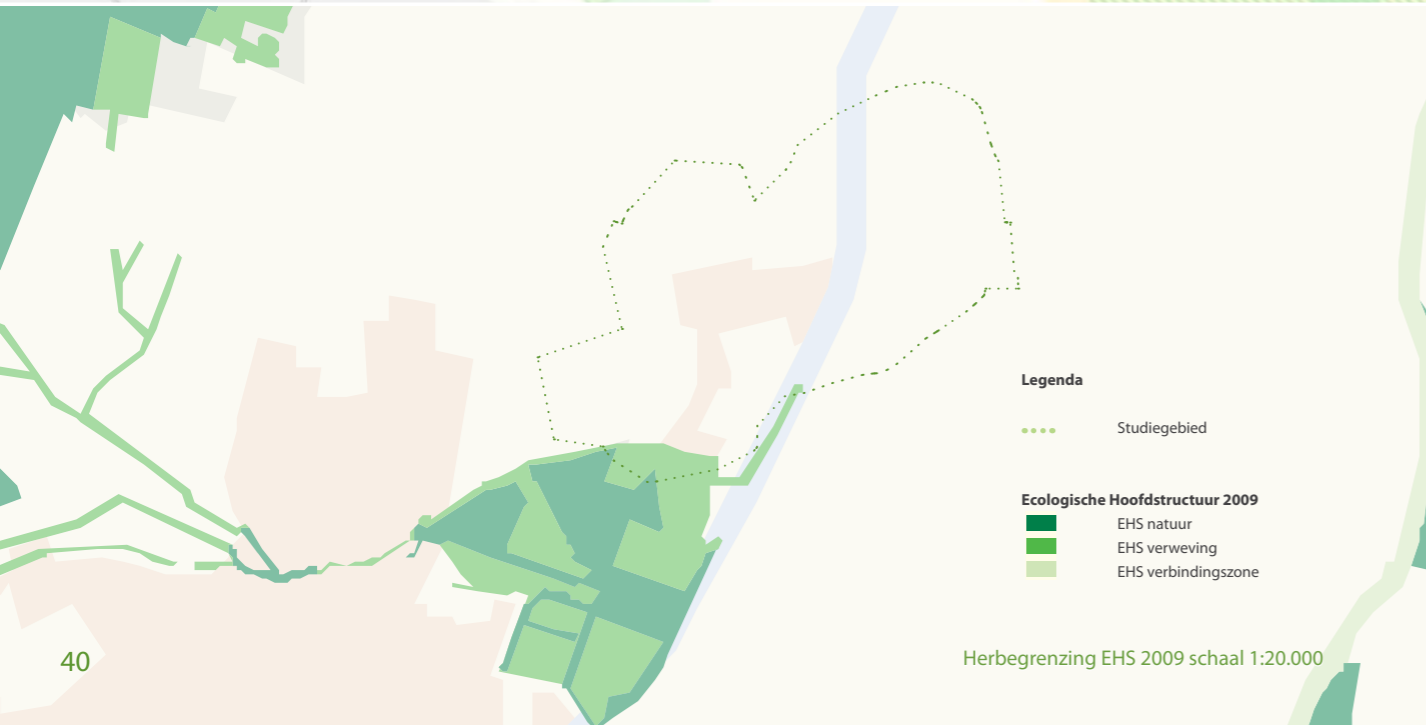 Legenda
Studiegebied
Ecologische Hoofdstructuur 2009
EHS natuur
EHS verweving
EHS verbindingszone
40
Herbegrenzing EHS 2009 schaal 1:20.000